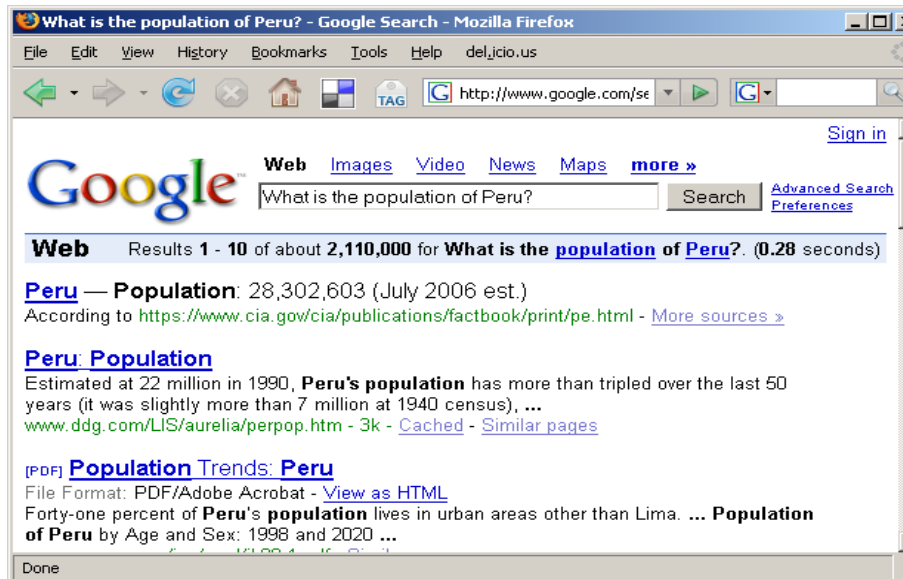 What is the population of Peru? - Google Search - Mozilla Firefox
File Edit View History Bookmarks Tools Help del.icio.us
TAG G http://www.google.com/se G
Sign in
Google™ Web Images Video News Maps more »
What is the population of Peru? Search Advanced Search
Preferences
Web Results 1 - 10 of about 2,110,000 for What is the population of Peru?. (0.28 seconds)
Peru — Population: 28,302,603 (July 2006 est.)
According to https://www.cia.gov/cia/publications/factbook/print/pe.html - More sources »
Peru: Population
Estimated at 22 million in 1990, Peru's population has more than tripled over the last 50
years (it was slightly more than 7 million at 1940 census), ...
www.ddg.com/LIS/aurelia/perpop.htm - 3k - Cached - Similar pages
[PDF] Population Trends: Peru
File Format: PDF/Adobe Acrobat - View as HTML
Forty-one percent of Peru's population lives in urban areas other than Lima. ... Population
of Peru by Age and Sex: 1998 and 2020 ...
Done